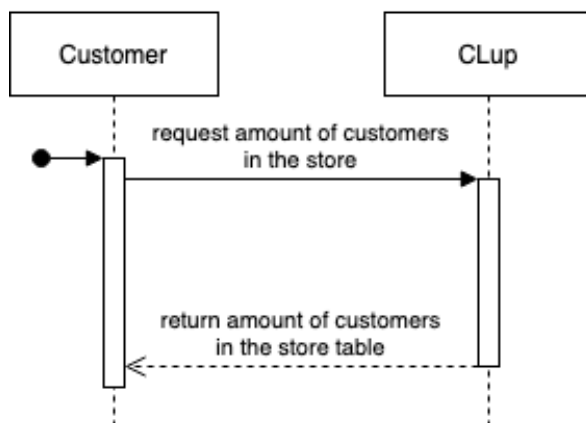 Customer
CLup
request amount of customers
in the store
return amount of customers
in the store table